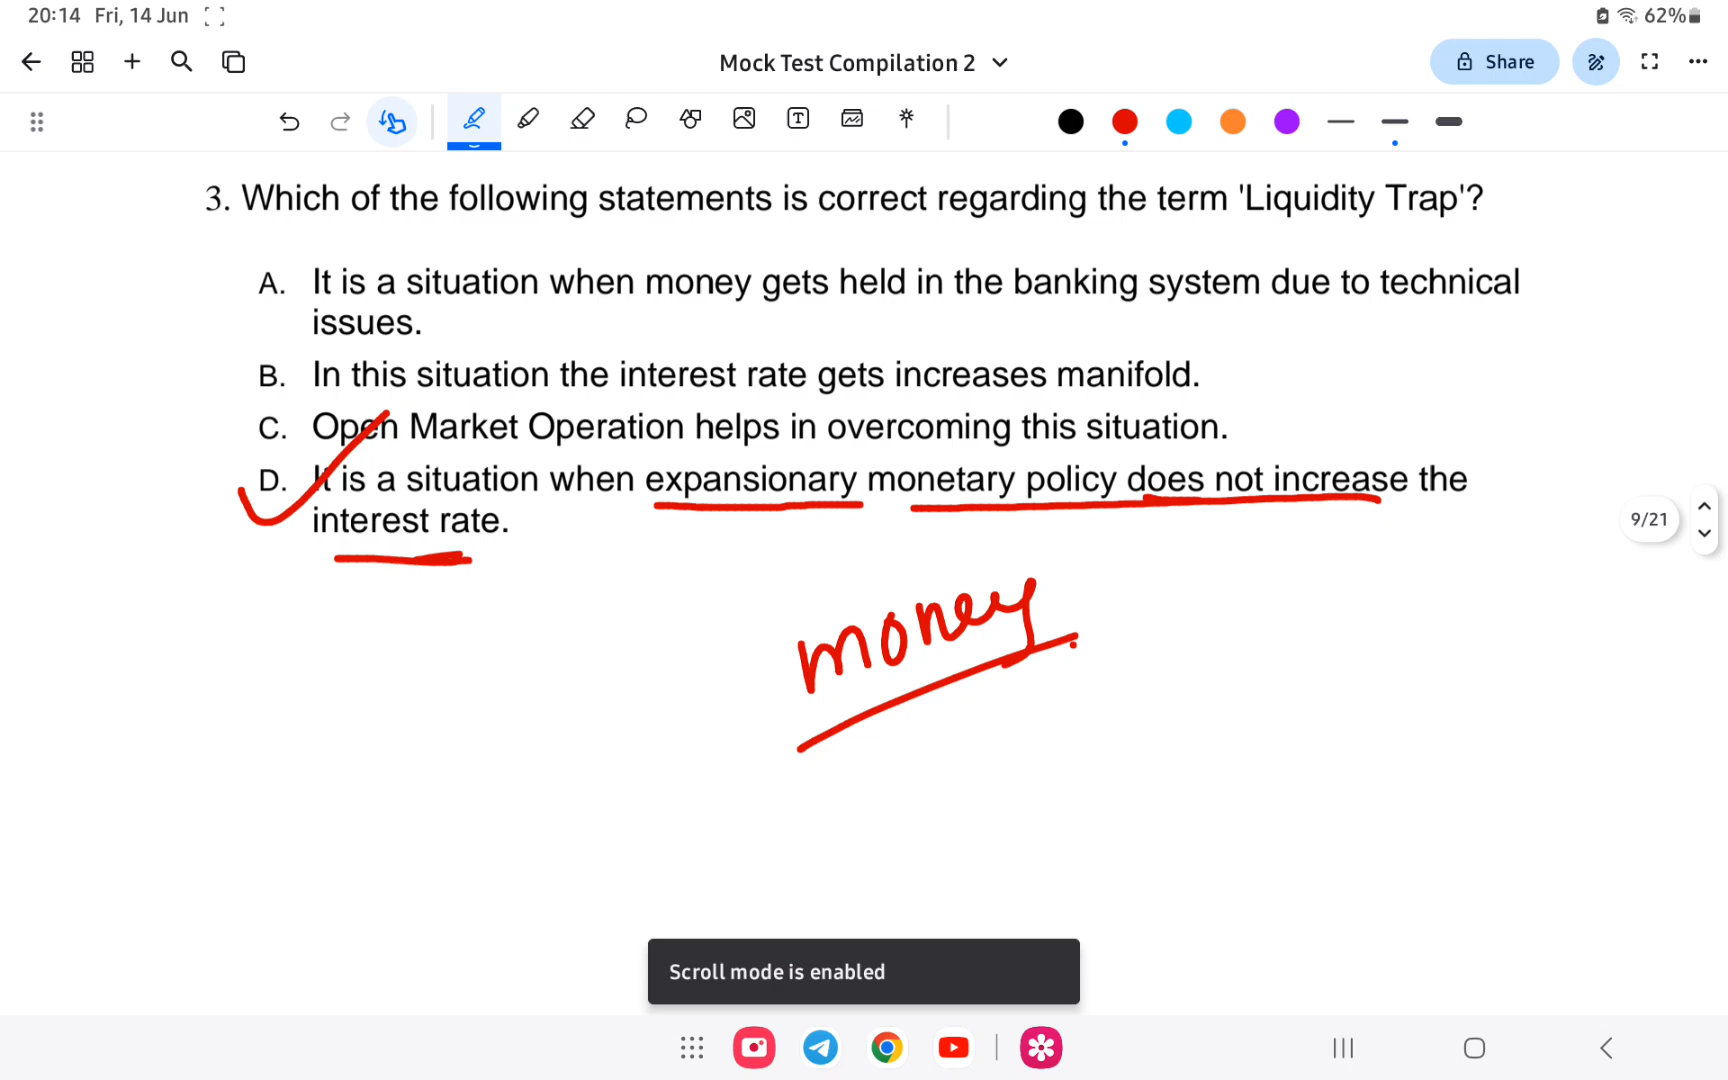 20:14 Fri, 14 Jun
62%
Mock Test Compilation 2
Share
3. Which of the following statements is correct regarding the term 'Liquidity Trap'?
A. It is a situation when money gets held in the banking system due to technical
issues.
B. In this situation the interest rate gets increases manifold.
C. Open Market Operation helps in overcoming this situation.
D. It is a situation when expansionary monetary policy does not increase the
interest rate.
9/21
money
Scroll mode is enabled